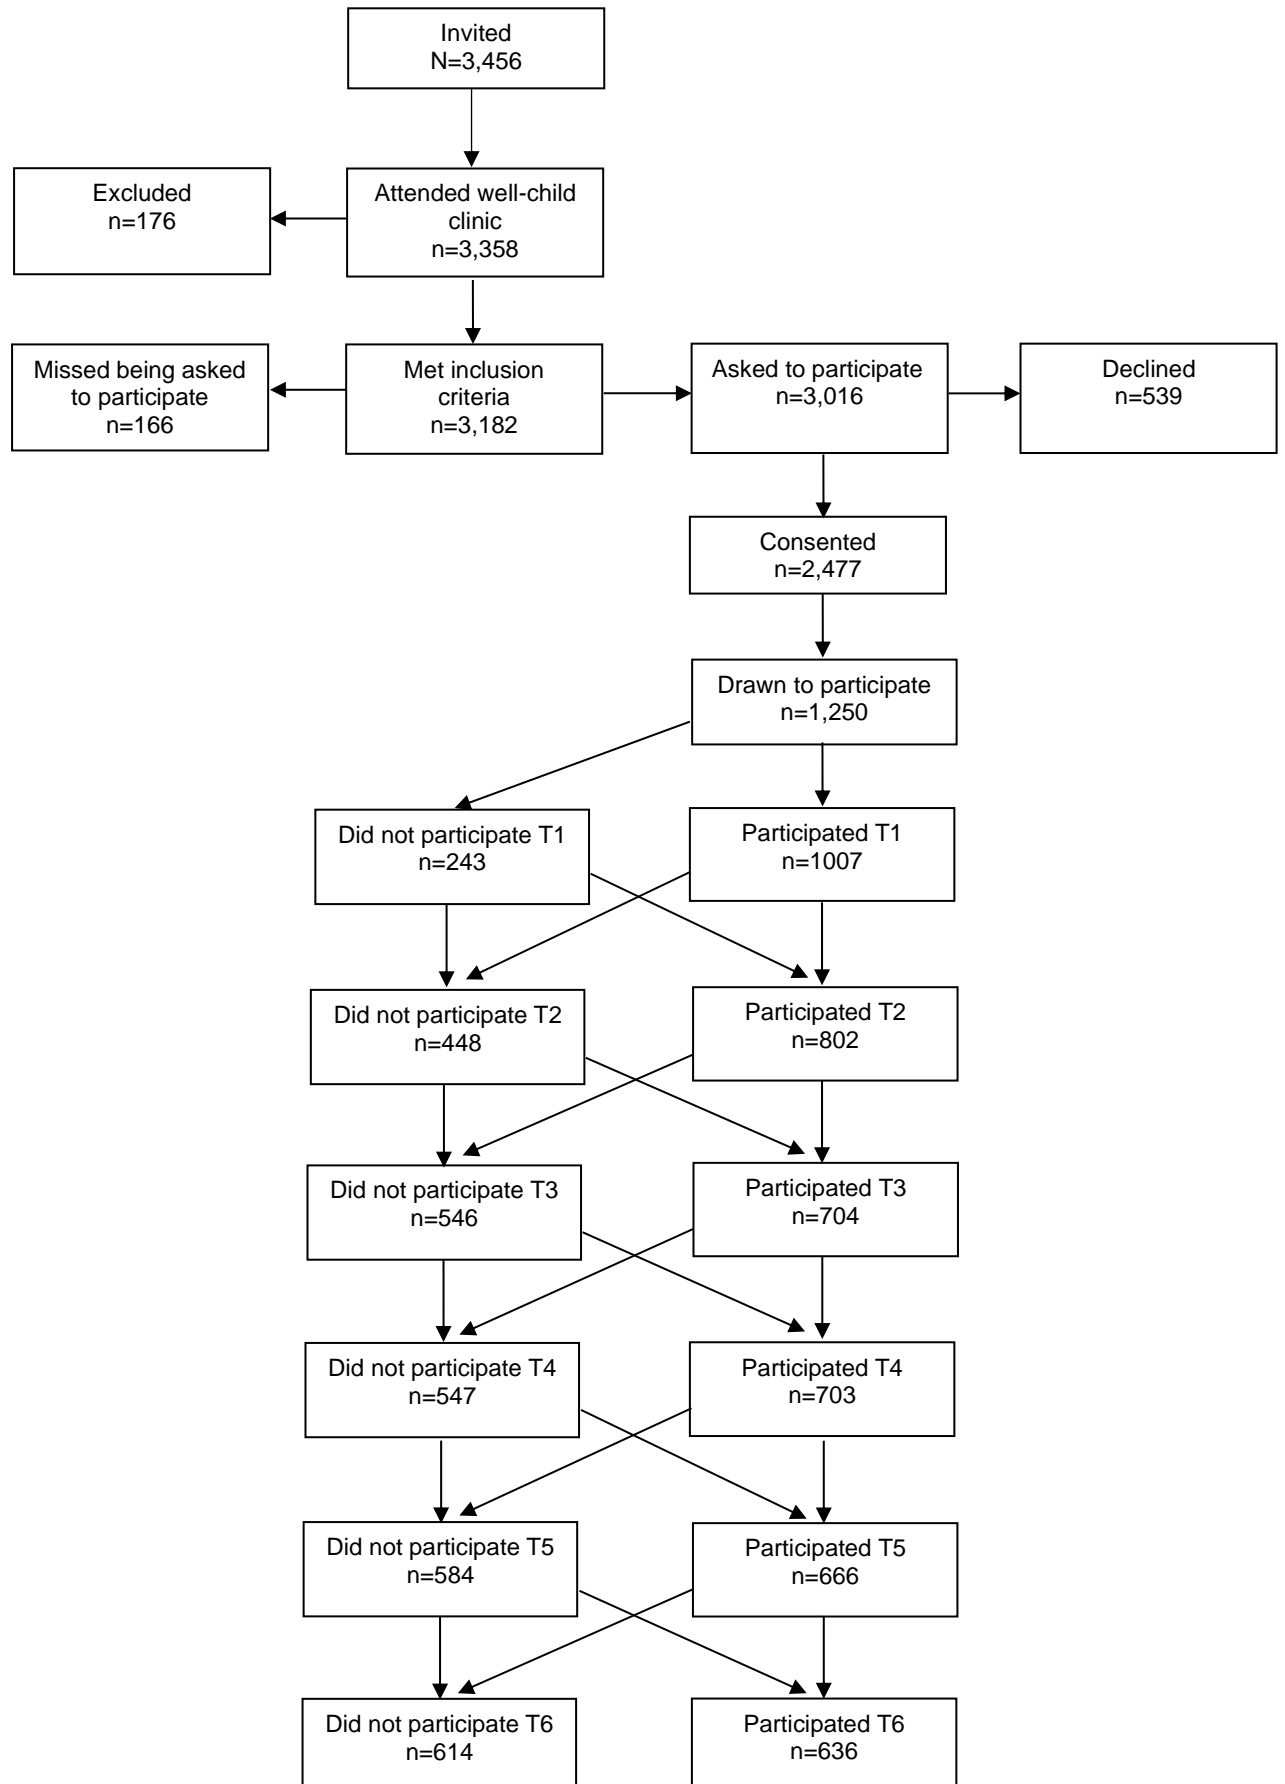 Invited
N=3,456
Excluded
n=176
Attended well-child
clinic
n=3,358
Missed being asked
to participate
n=166
Met inclusion
criteria
n=3,182
Asked to participate
n=3,016
Declined
n=539
Consented
n=2,477
Drawn to participate
n=1,250
Did not participate T1
n=243
Participated T1
n=1007
Did not participate T2
n=448
Participated T2
n=802
Did not participate T3
n=546
Participated T3
n=704
Did not participate T4
n=547
Participated T4
n=703
Did not participate T5
n=584
Participated T5
n=666
Did not participate T6
n=614
Participated T6
n=636